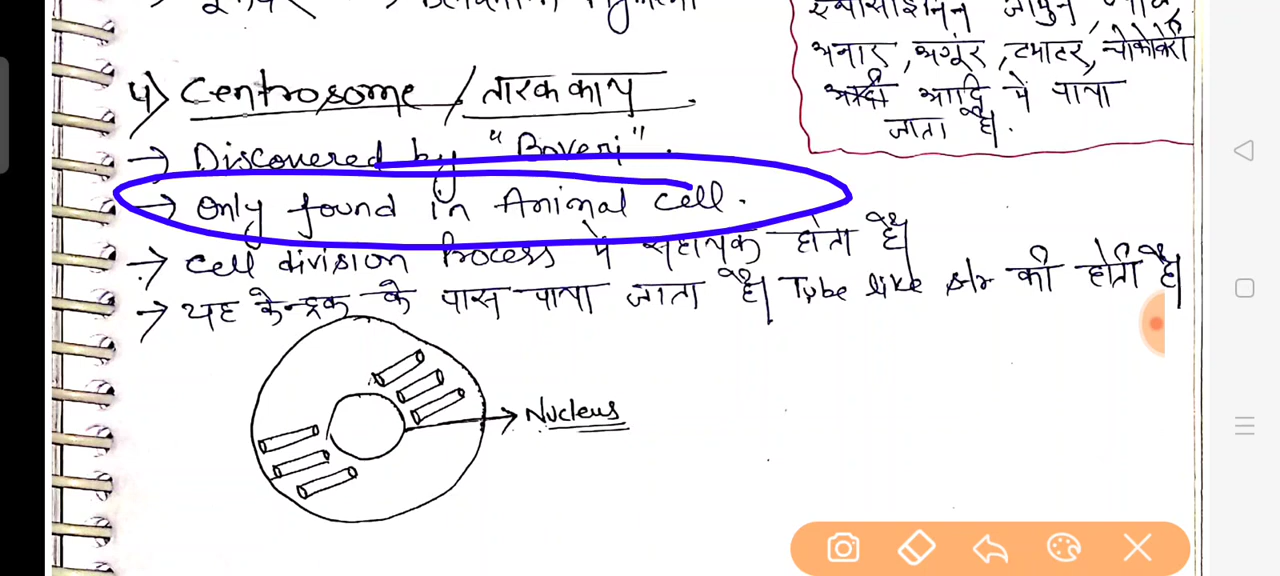 4) Centrosome / तारककाय
→ Discovered by "Boveri".
→ Only found in Animal cell.
→ cell division Process में सहायक होता है।
→ यह केन्द्रक के पास पाया जाता है। Tube like str की होती है।
Nucleus
जामुन
अनार, अंगूर, टमाटर, चोकोबेरी
आदि में पाया
जाता है।